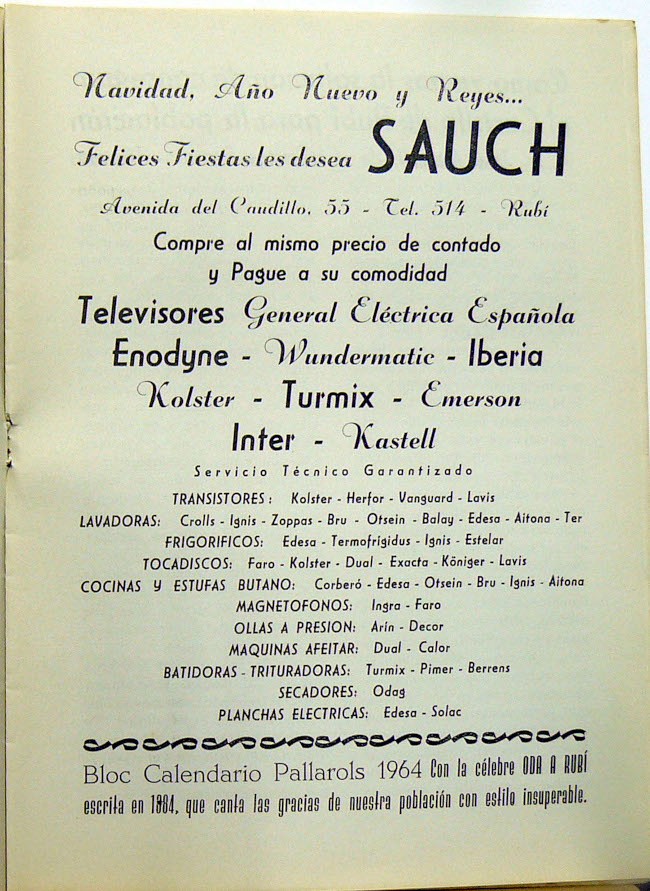 Navidad, Año Nuevo y Reyes...
Felices Fiestas les desea SAUCH
Avenida del Caudillo, 55 - Tel. 514 - Rubí
Compre al mismo precio de contado
y Pague a su comodidad
Televisores General Eléctrica Española
Enodyne - Wundermatic - Iberia
Kolster - Turmix - Emerson
Inter - Kastell
Servicio Técnico Garantizado
TRANSISTORES: Kolster - Herfor - Vanguard - Lavis
LAVADORAS: Crolls - Ignis - Zoppas - Bru - Otsein - Balay - Edesa - Aitona - Ter
FRIGORIFICOS: Edesa - Termofrigidus - Ignis - Estelar
TOCADISCOS: Faro - Kolster - Dual - Exacta - Königer - Lavis
COCINAS Y ESTUFAS BUTANO: Corberó - Edesa - Otsein - Bru - Ignis - Aitona
MAGNETOFONOS: Ingra - Faro
OLLAS A PRESION: Arín - Decor
MAQUINAS AFEITAR: Dual - Calor
BATIDORAS - TRITURADORAS: Turmix - Pimer - Berrens
SECADORES: Odag
PLANCHAS ELECTRICAS: Edesa - Solac
Bloc Calendario Pallarols 1964 Con la célebre ODA A RUBÍ
escrita en 1884, que canta las gracias de nuestra población con estilo insuperable.